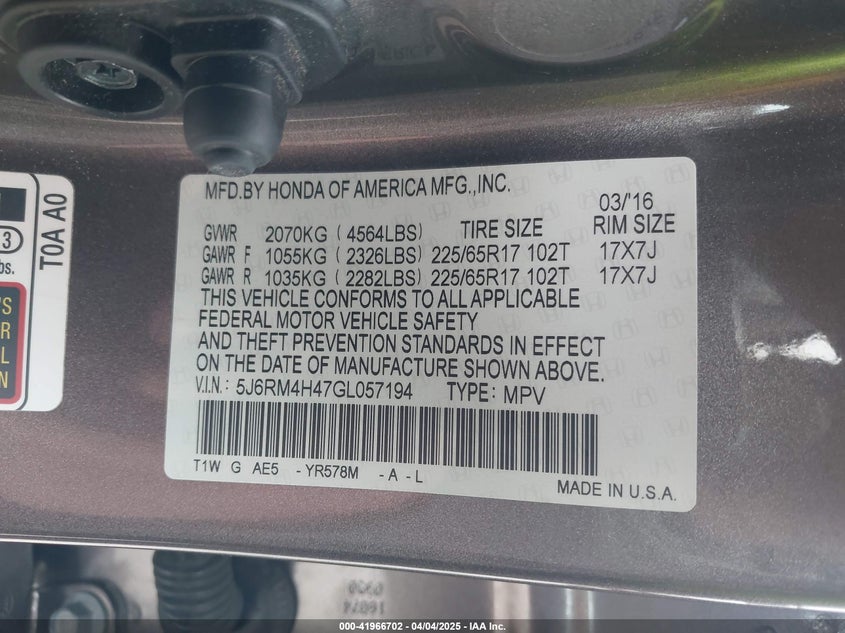 MFD.BY HONDA OF AMERICA MFG.,INC.
03/'16
GVWR 2070KG (4564LBS) TIRE SIZE RIM SIZE
GAWR F 1055KG (2326LBS) 225/65R17 102T 17X7J
GAWR R 1035KG (2282LBS) 225/65R17 102T 17X7J
THIS VEHICLE CONFORMS TO ALL APPLICABLE
FEDERAL MOTOR VEHICLE SAFETY
AND THEFT PREVENTION STANDARDS IN EFFECT
ON THE DATE OF MANUFACTURE SHOWN ABOVE.
V.I.N.: 5J6RM4H47GL057194 TYPE: MPV
T1W G AE5 - YR578M - A - L
MADE IN U.S.A.
T0A A0
3
bs.
'S
R
L
N
000-41966702 - 04/04/2025 - IAA Inc.